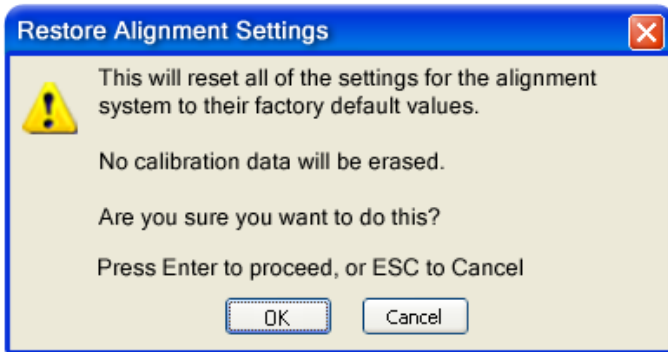 Restore Alignment Settings
This will reset all of the settings for the alignment
system to their factory default values.
No calibration data will be erased.
Are you sure you want to do this?
Press Enter to proceed, or ESC to Cancel
OK
Cancel